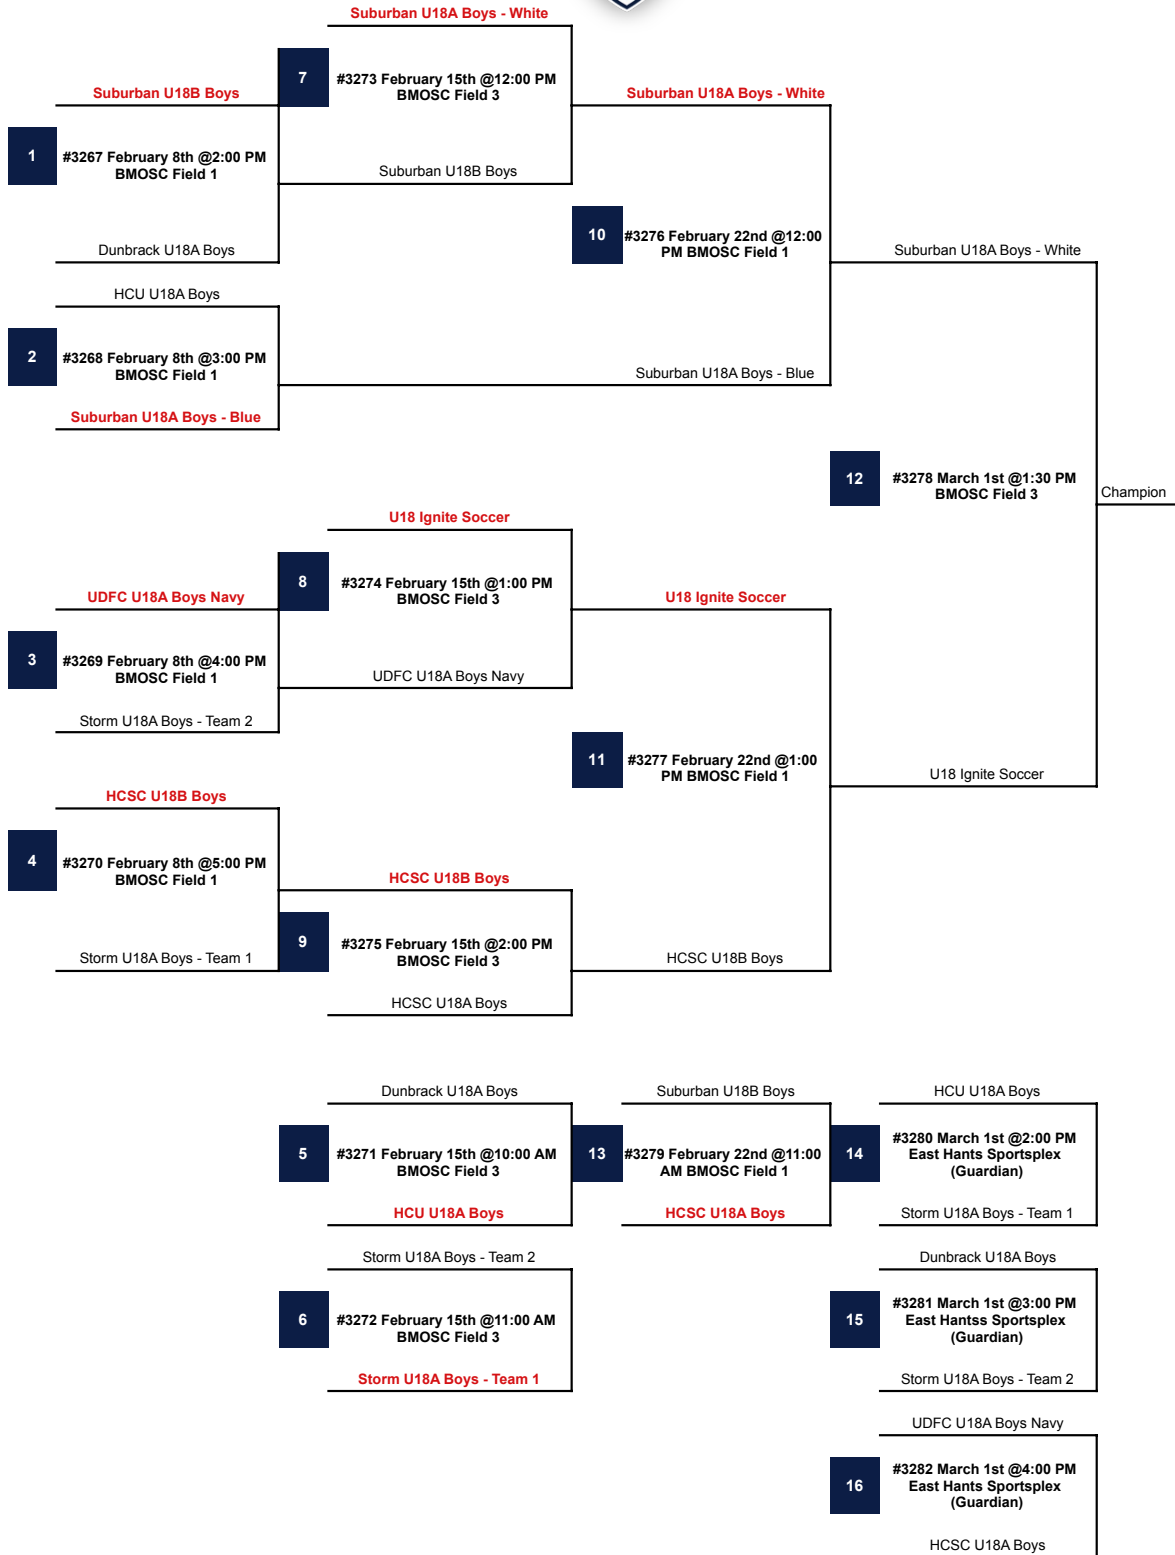 Suburban U18A Boys - White
7
#3273 February 15th @12:00 PM
BMOSC Field 3
Suburban U18B Boys
Suburban U18A Boys - White
1
#3267 February 8th @2:00 PM
BMOSC Field 1
Suburban U18B Boys
10
#3276 February 22nd @12:00
PM BMOSC Field 1
Dunbrack U18A Boys
Suburban U18A Boys - White
HCU U18A Boys
2
#3268 February 8th @3:00 PM
BMOSC Field 1
Suburban U18A Boys - Blue
Suburban U18A Boys - Blue
12
#3278 March 1st @1:30 PM
BMOSC Field 3
Champion
U18 Ignite Soccer
8
#3274 February 15th @1:00 PM
BMOSC Field 3
UDFC U18A Boys Navy
U18 Ignite Soccer
3
#3269 February 8th @4:00 PM
BMOSC Field 1
UDFC U18A Boys Navy
Storm U18A Boys - Team 2
11
#3277 February 22nd @1:00
PM BMOSC Field 1
U18 Ignite Soccer
HCSC U18B Boys
4
#3270 February 8th @5:00 PM
BMOSC Field 1
HCSC U18B Boys
9
#3275 February 15th @2:00 PM
BMOSC Field 3
Storm U18A Boys - Team 1
HCSC U18B Boys
HCSC U18A Boys
Dunbrack U18A Boys
5
#3271 February 15th @10:00 AM
BMOSC Field 3
HCU U18A Boys
Suburban U18B Boys
13
#3279 February 22nd @11:00
AM BMOSC Field 1
HCSC U18A Boys
HCU U18A Boys
14
#3280 March 1st @2:00 PM
East Hants Sportsplex
(Guardian)
Storm U18A Boys - Team 1
Storm U18A Boys - Team 2
6
#3272 February 15th @11:00 AM
BMOSC Field 3
Storm U18A Boys - Team 1
Dunbrack U18A Boys
15
#3281 March 1st @3:00 PM
East Hantss Sportsplex
(Guardian)
Storm U18A Boys - Team 2
UDFC U18A Boys Navy
16
#3282 March 1st @4:00 PM
East Hants Sportsplex
(Guardian)
HCSC U18A Boys